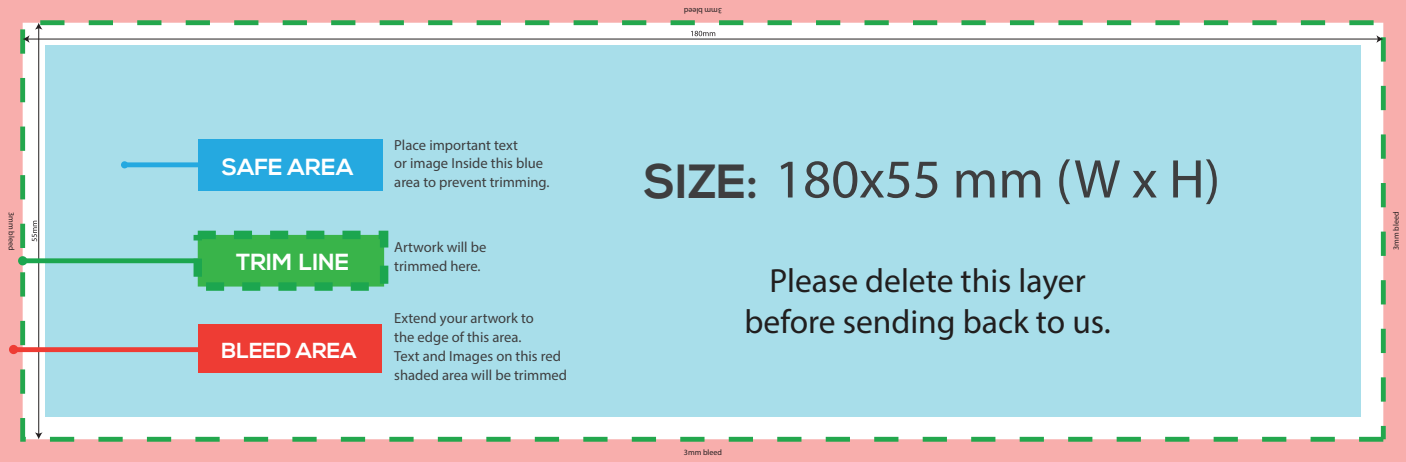 3mm bleed
180mm
SAFE AREA
Place important text
or image Inside this blue
area to prevent trimming.
SIZE: 180x55 mm (W x H)
3mm bleed
55mm
3mm bleed
TRIM LINE
Artwork will be
trimmed here.
Please delete this layer
before sending back to us.
BLEED AREA
Extend your artwork to
the edge of this area.
Text and Images on this red
shaded area will be trimmed
3mm bleed